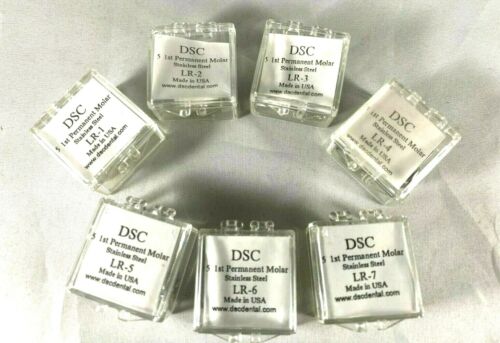 DSC
5 1st Permanent Molar
Stainless Steel
LR-1
Made in USA
www.dscdental.com
DSC
5 1st Permanent Molar
Stainless Steel
LR-2
Made in USA
www.dscdental.com
DSC
5 1st Permanent Molar
Stainless Steel
LR-3
Made in USA
www.dscdental.com
DSC
5 1st Permanent Molar
Stainless Steel
LR-4
Made in USA
www.dscdental.com
DSC
5 1st Permanent Molar
Stainless Steel
LR-5
Made in USA
www.dscdental.com
DSC
5 1st Permanent Molar
Stainless Steel
LR-6
Made in USA
www.dscdental.com
DSC
5 1st Permanent Molar
Stainless Steel
LR-7
Made in USA
www.dscdental.com